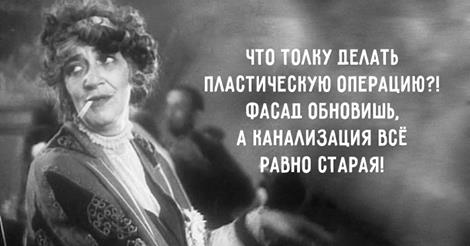 ЧТО ТОЛКУ ДЕЛАТЬ
ПЛАСТИЧЕСКУЮ ОПЕРАЦИЮ?!
ФАСАД ОБНОВИШЬ,
А КАНАЛИЗАЦИЯ ВСЁ
РАВНО СТАРАЯ!